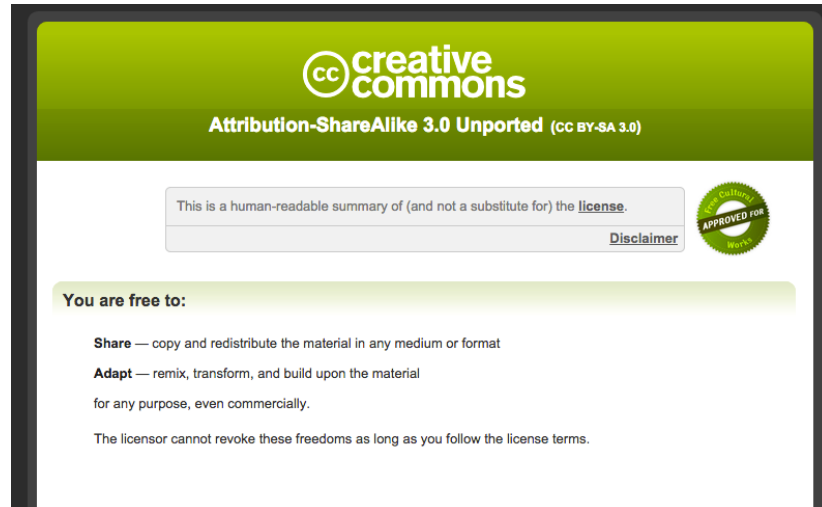 cc creative
commons
Attribution-ShareAlike 3.0 Unported (CC BY-SA 3.0)
This is a human-readable summary of (and not a substitute for) the license.
Disclaimer
Free Cultural
APPROVED FOR
Works
You are free to:
Share — copy and redistribute the material in any medium or format
Adapt — remix, transform, and build upon the material
for any purpose, even commercially.
The licensor cannot revoke these freedoms as long as you follow the license terms.